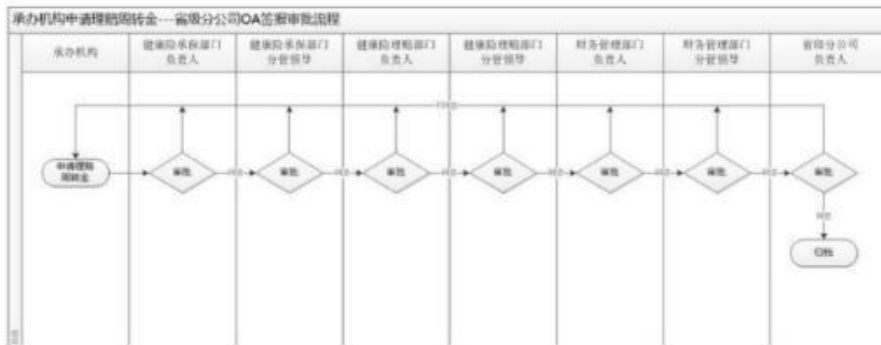 承办机构申请理赔周转金---省级分公司OA签报审批流程
承办机构
健康险承保部门
负责人
健康险承保部门
分管领导
健康险理赔部门
负责人
健康险理赔部门
分管领导
财务管理部门
负责人
财务管理部门
分管领导
省级分公司
负责人
不同意
申请理赔
周转金
审批
同意
审批
同意
审批
同意
审批
同意
审批
同意
审批
同意
审批
同意
归档